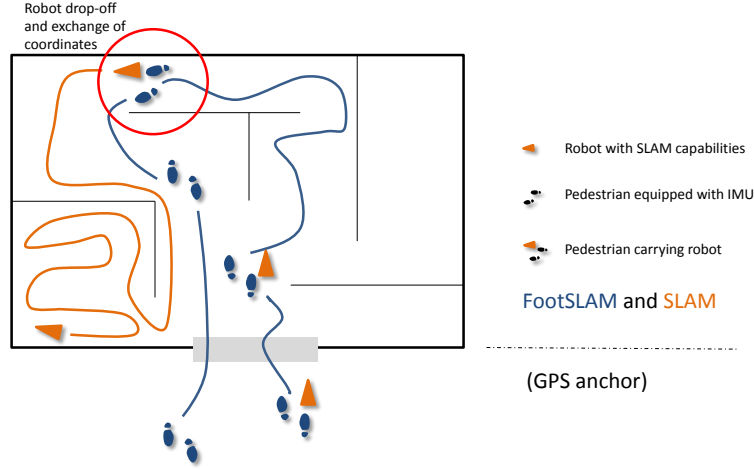 Robot drop-off
and exchange of
coordinates
Robot with SLAM capabilities
Pedestrian equipped with IMU
Pedestrian carrying robot
FootSLAM and SLAM
(GPS anchor)